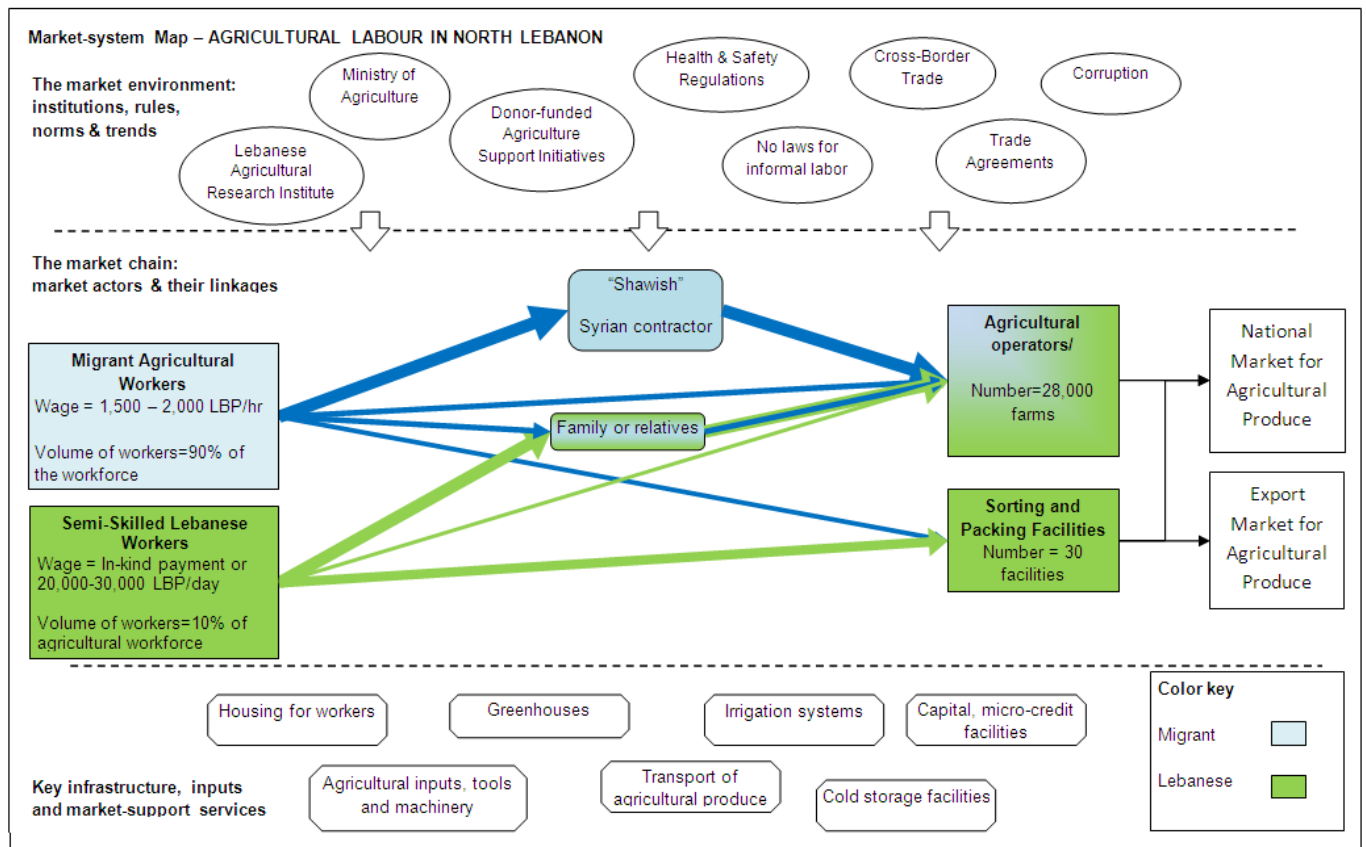 Market-system Map – AGRICULTURAL LABOUR IN NORTH LEBANON
The market environment:
institutions, rules,
norms & trends
Ministry of
Agriculture
Health & Safety
Regulations
Cross-Border
Trade
Corruption
Lebanese
Agricultural
Research Institute
Donor-funded
Agriculture
Support Initiatives
No laws for
informal labor
Trade
Agreements
The market chain:
market actors & their linkages
"Shawish"
Syrian contractor
Migrant Agricultural
Workers
Wage = 1,500 – 2,000 LBP/hr
Volume of workers=90% of
the workforce
Family or relatives
Agricultural
operators/
Number=28,000
farms
National
Market for
Agricultural
Produce
Semi-Skilled Lebanese
Workers
Wage = In-kind payment or
20,000-30,000 LBP/day
Volume of workers=10% of
agricultural workforce
Sorting and
Packing Facilities
Number = 30
facilities
Export
Market for
Agricultural
Produce
Housing for workers
Greenhouses
Irrigation systems
Capital, micro-credit
facilities
Key infrastructure, inputs
and market-support services
Agricultural inputs, tools
and machinery
Transport of
agricultural produce
Cold storage facilities
Color key
Migrant
Lebanese